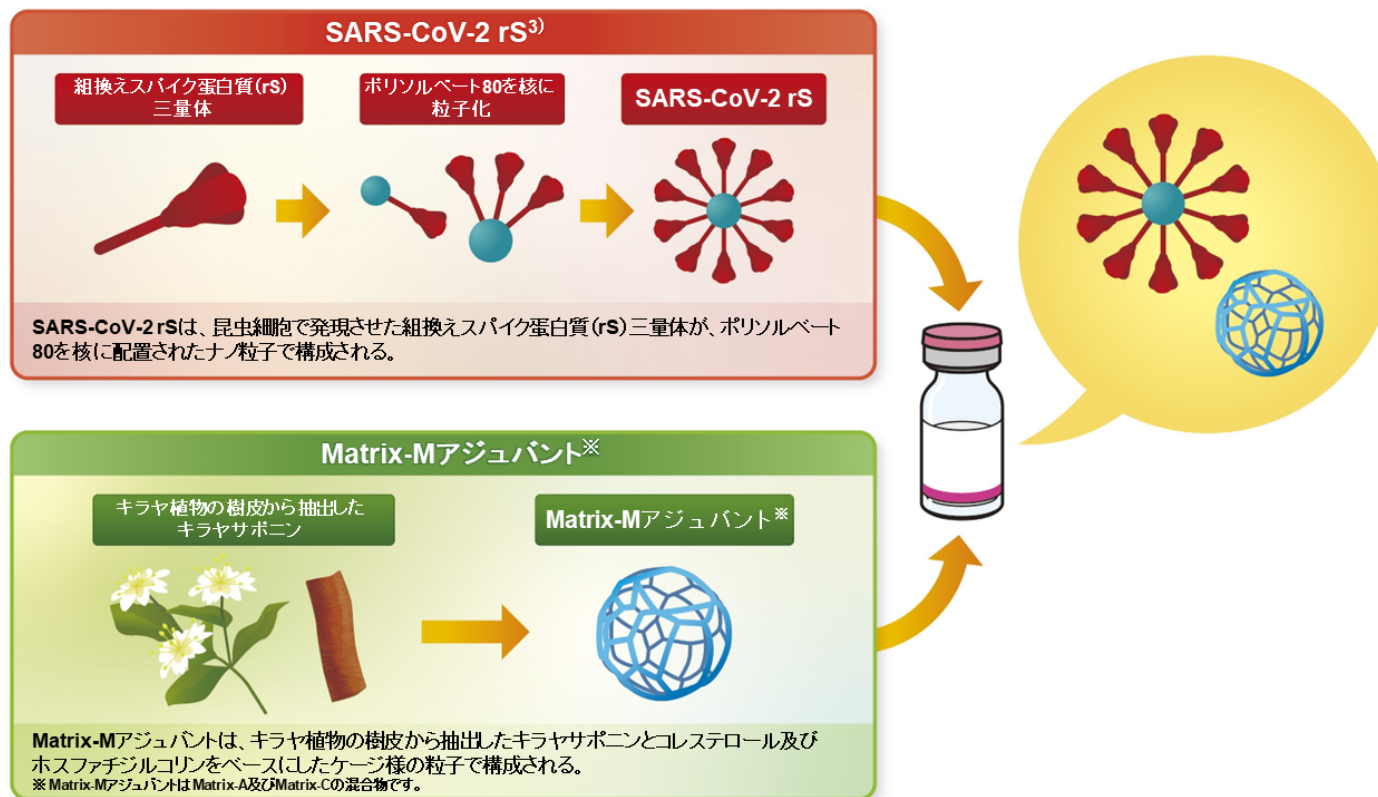 SARS-CoV-2 rS3)
組換えスパイク蛋白質(rS)
三量体
ポリソルベート80を核に
粒子化
SARS-CoV-2 rS
SARS-CoV-2 rSは、昆虫細胞で発現させた組換えスパイク蛋白質(rS)三量体が、ポリソルベート
80を核に配置されたナノ粒子で構成される。
Matrix-Mアジュバント※
キラヤ植物の樹皮から抽出した
キラヤサポニン
Matrix-Mアジュバント※
Matrix-Mアジュバントは、キラヤ植物の樹皮から抽出したキラヤサポニンとコレステロール及び
ホスファチジルコリンをベースにしたケージ様の粒子で構成される。
※ Matrix-MアジュバントはMatrix-A及びMatrix-Cの混合物です。